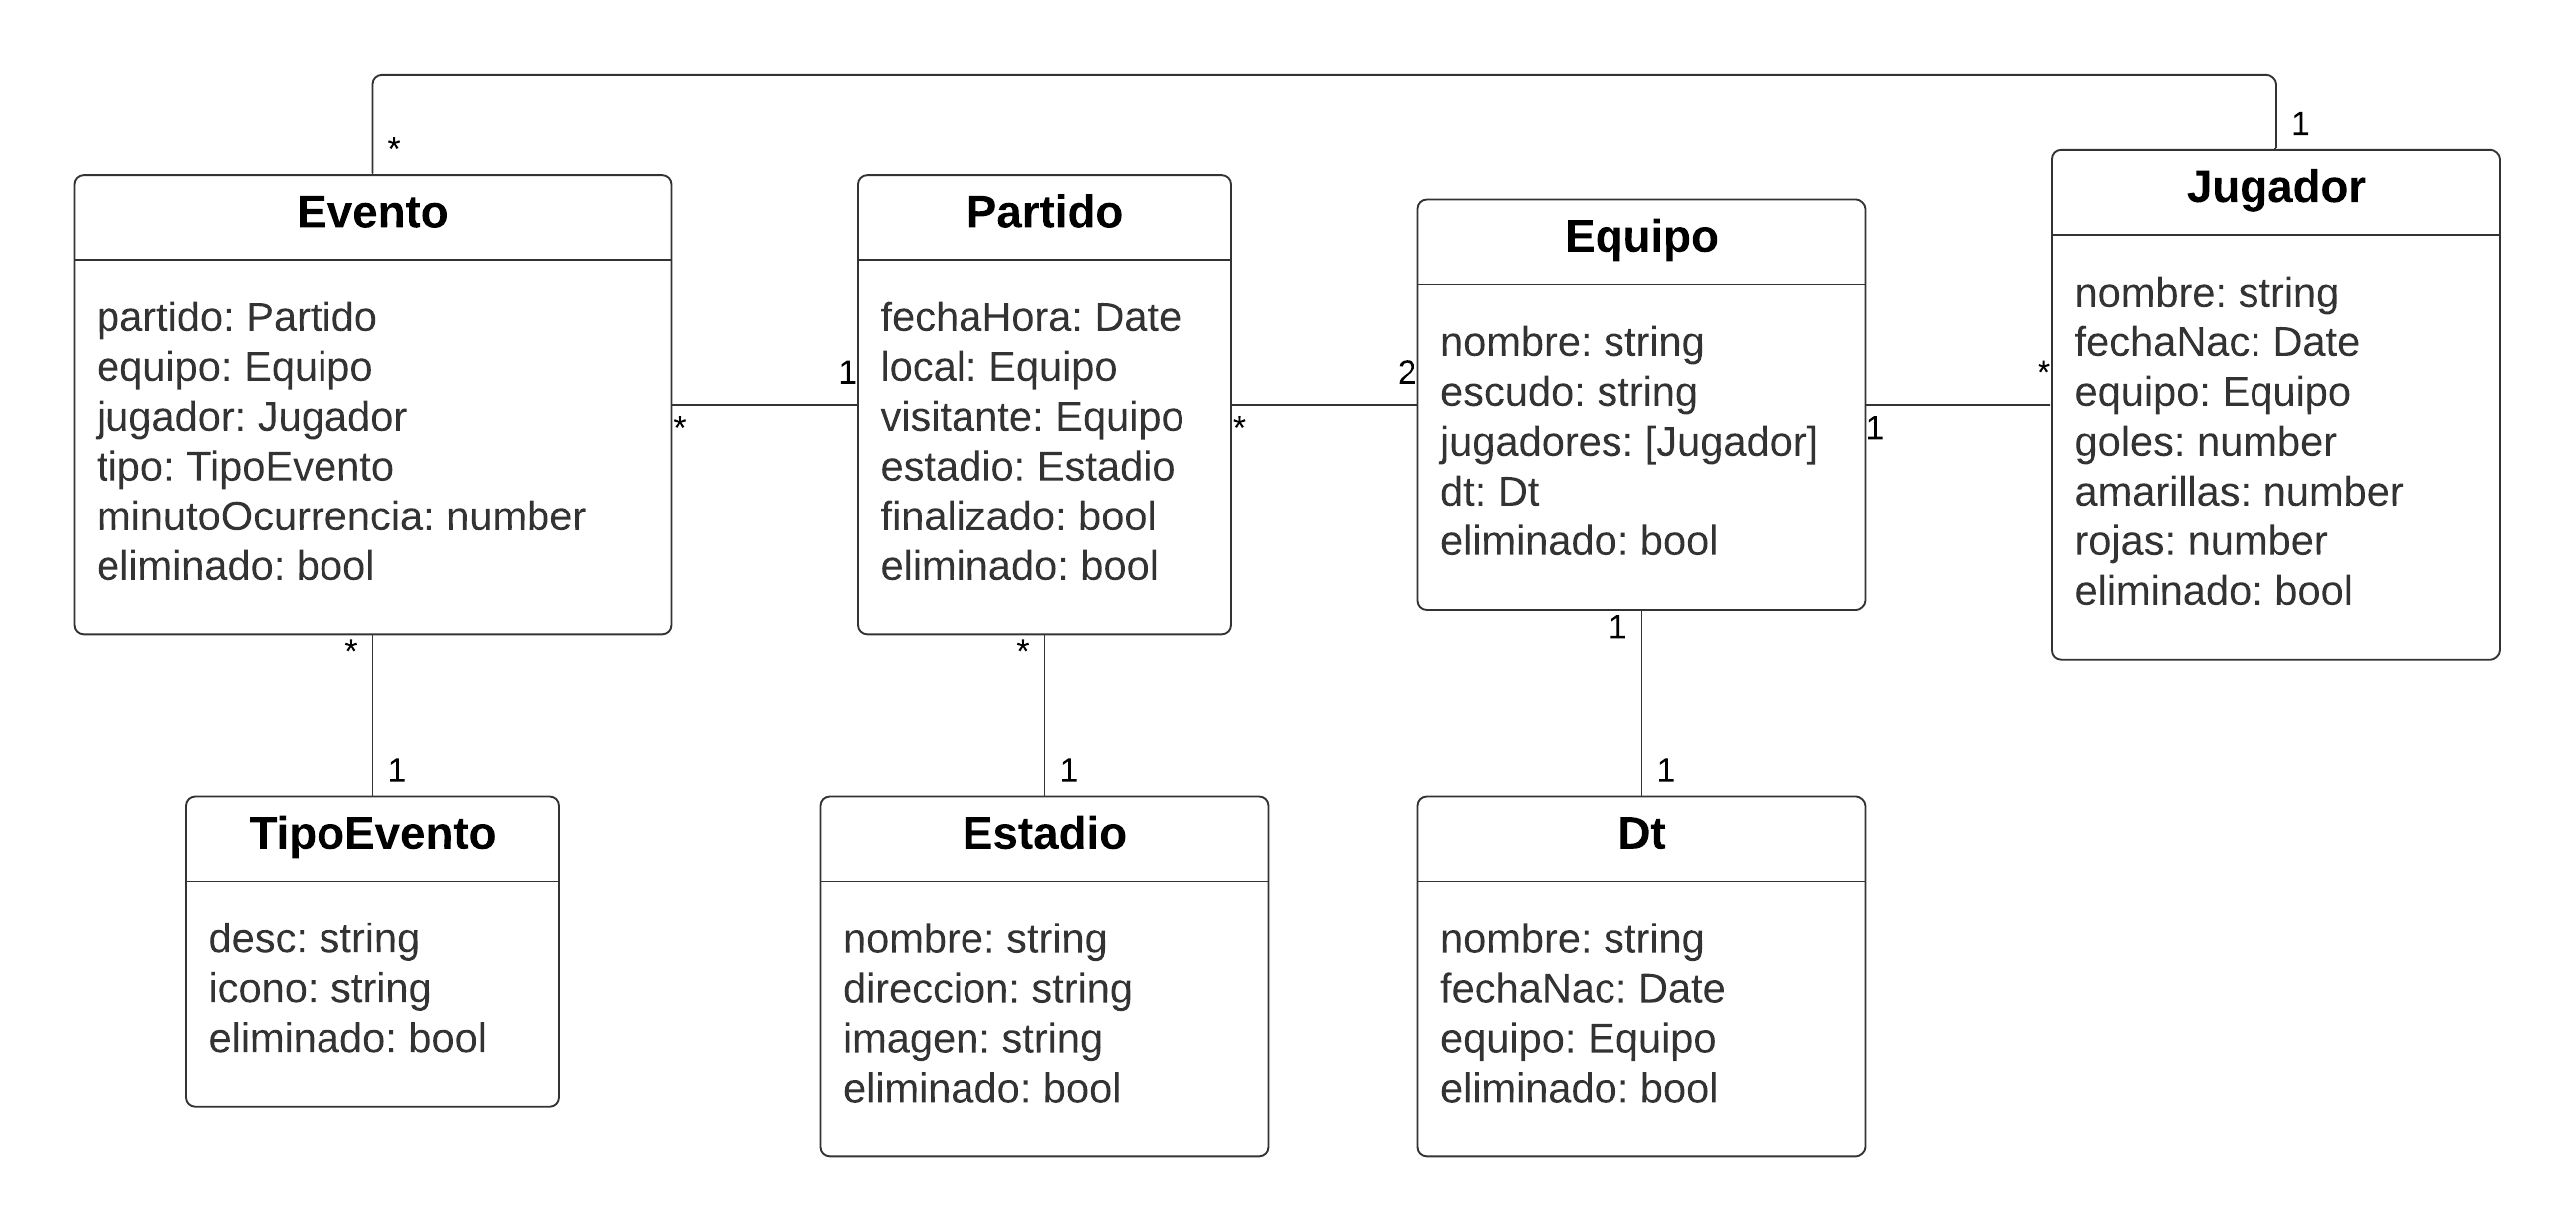 *
1
Evento
partido: Partido
equipo: Equipo
jugador: Jugador
tipo: TipoEvento
minutoOcurrencia: number
eliminado: bool
*
1
Partido
fechaHora: Date
local: Equipo
visitante: Equipo
estadio: Estadio
finalizado: bool
eliminado: bool
*
2
Equipo
nombre: string
escudo: string
jugadores: [Jugador]
dt: Dt
eliminado: bool
1
*
Jugador
nombre: string
fechaNac: Date
equipo: Equipo
goles: number
amarillas: number
rojas: number
eliminado: bool
*
1
TipoEvento
desc: string
icono: string
eliminado: bool
*
1
Estadio
nombre: string
direccion: string
imagen: string
eliminado: bool
1
1
Dt
nombre: string
fechaNac: Date
equipo: Equipo
eliminado: bool